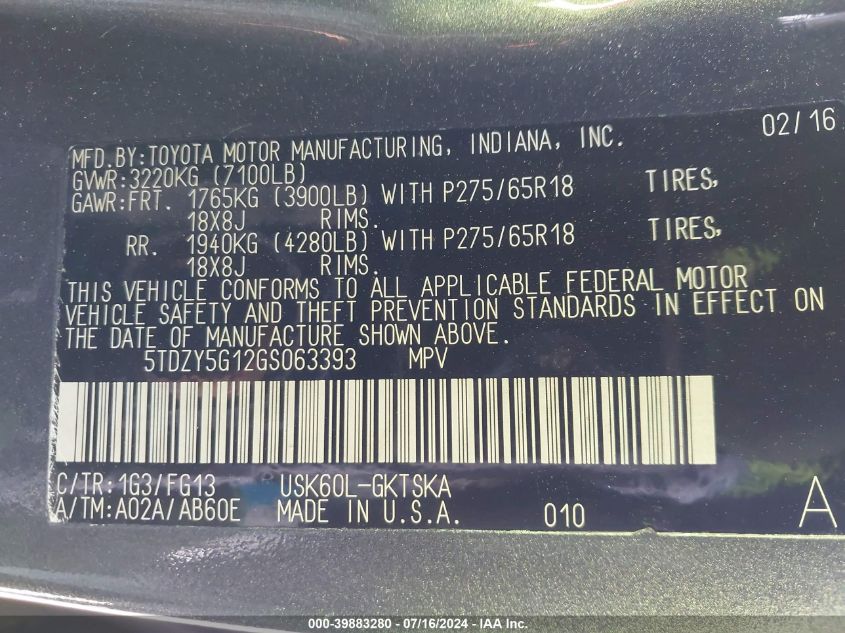 02/16
MFD.BY:TOYOTA MOTOR MANUFACTURING, INDIANA, INC.
GVWR:3220KG (7100LB)
GAWR:FRT. 1765KG (3900LB) WITH P275/65R18 TIRES,
18X8J RIMS.
RR. 1940KG (4280LB) WITH P275/65R18 TIRES,
18X8J RIMS.
THIS VEHICLE CONFORMS TO ALL APPLICABLE FEDERAL MOTOR
VEHICLE SAFETY AND THEFT PREVENTION STANDARDS IN EFFECT ON
THE DATE OF MANUFACTURE SHOWN ABOVE.
5TDZY5G12GS063393 MPV
C/TR:1G3/FG13 USK60L-GKTSKA
A/TM:A02A/AB60E MADE IN U.S.A. 010 A
000-39883280 - 07/16/2024 - IAA Inc.